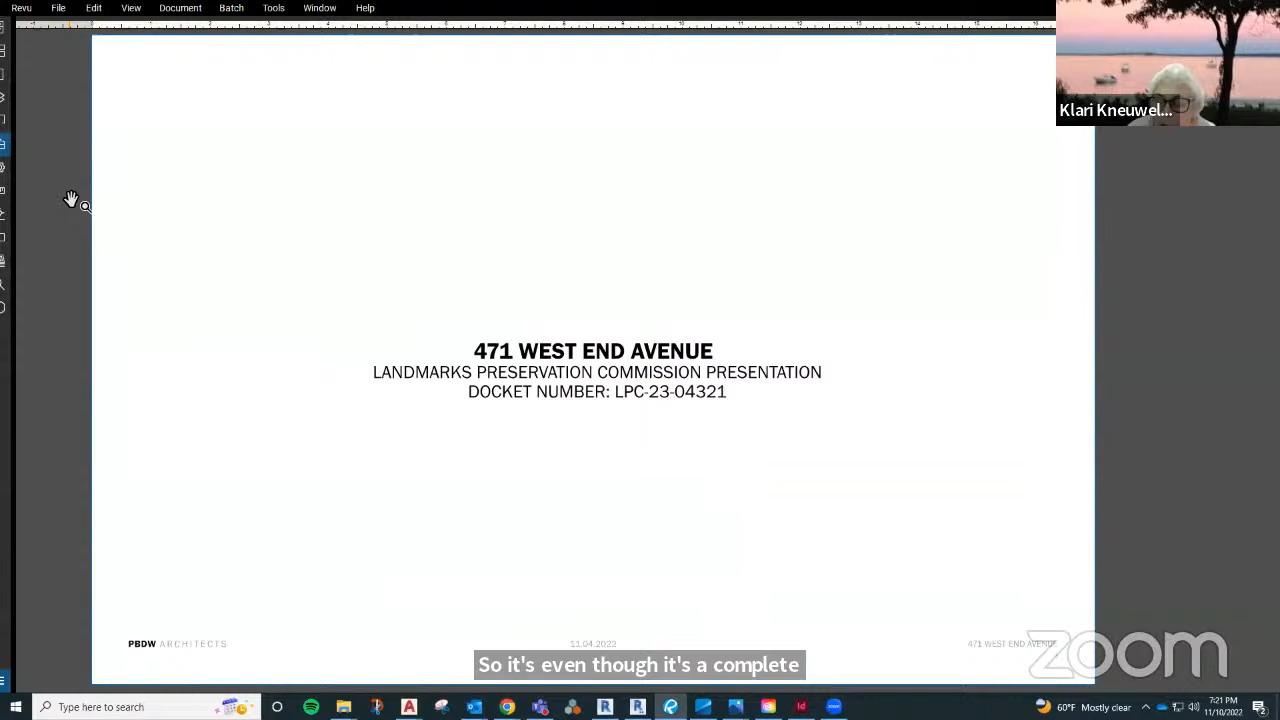 Revu File Edit View Document Batch Tools Window Help
Klari Kneuwel...
471 WEST END AVENUE
LANDMARKS PRESERVATION COMMISSION PRESENTATION
DOCKET NUMBER: LPC-23-04321
PBDW ARCHITECTS
11.04.2022
471 WEST END AVENUE
zoom
So it's even though it's a complete
Type here to search
60°F Mostly clear
7:21 PM
11/10/2022